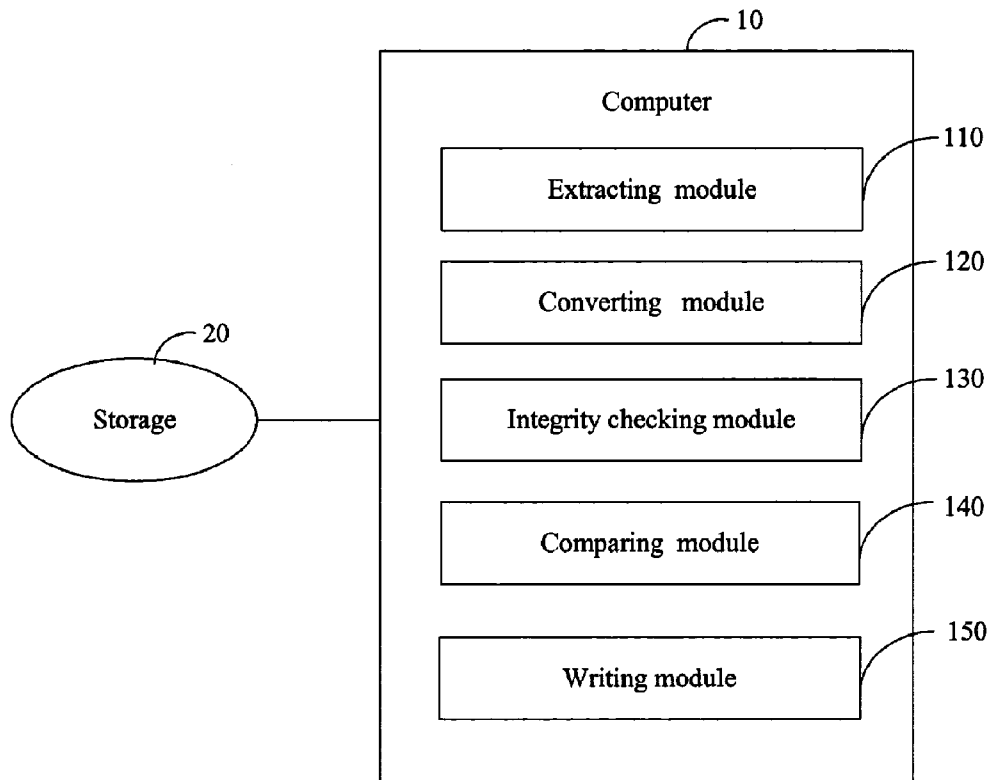 10
Computer
110
Extracting module
120
Converting module
20
130
Storage
Integrity checking module
140
Comparing module
150
Writing module